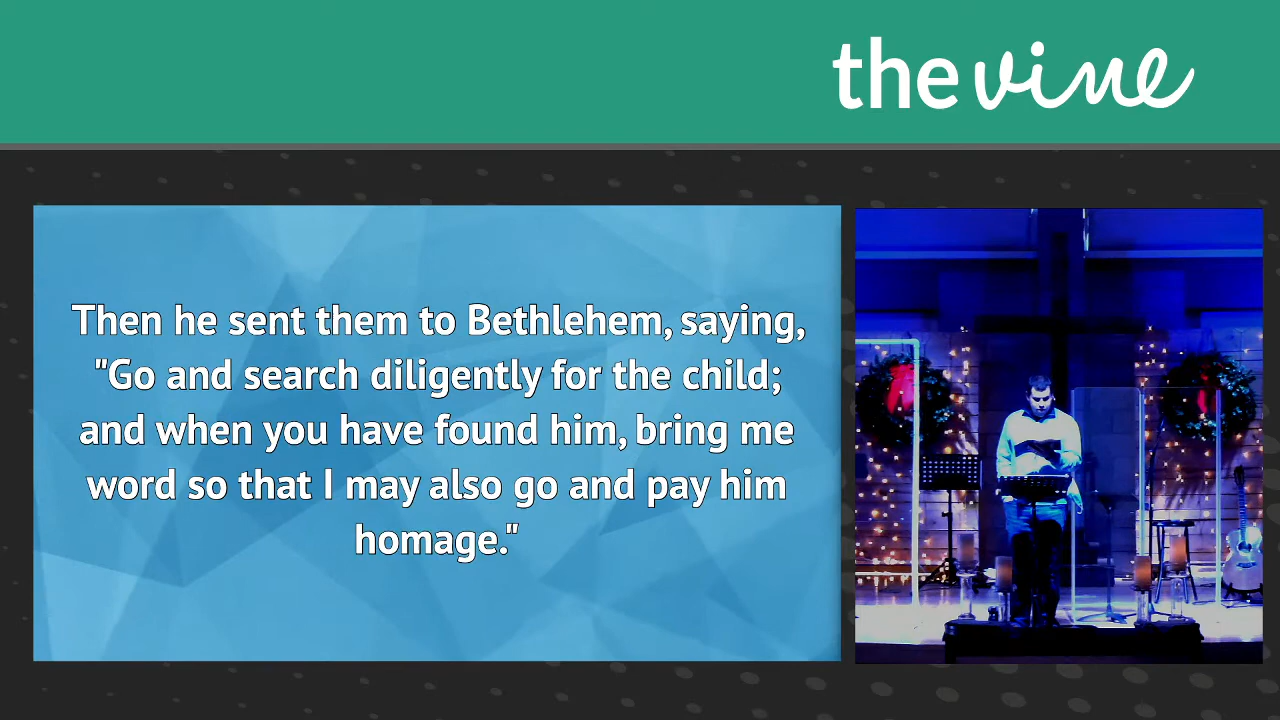 the vine
Then he sent them to Bethlehem, saying,
"Go and search diligently for the child;
and when you have found him, bring me
word so that I may also go and pay him
homage."